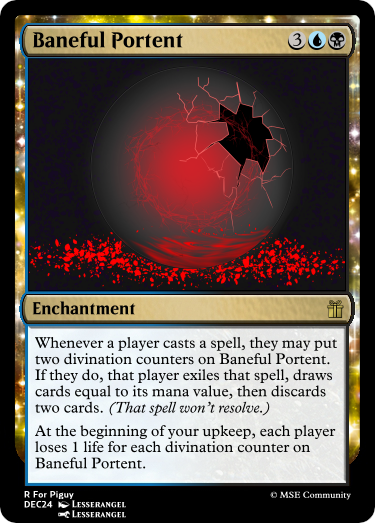 Baneful Portent 3
Enchantment
Whenever a player casts a spell, they may put
two divination counters on Baneful Portent.
If they do, that player exiles that spell, draws
cards equal to its mana value, then discards
two cards. (That spell won't resolve.)
At the beginning of your upkeep, each player
loses 1 life for each divination counter on
Baneful Portent.
R For Piguy
DEC24 Lesserangel © MSE Community
Lesserangel